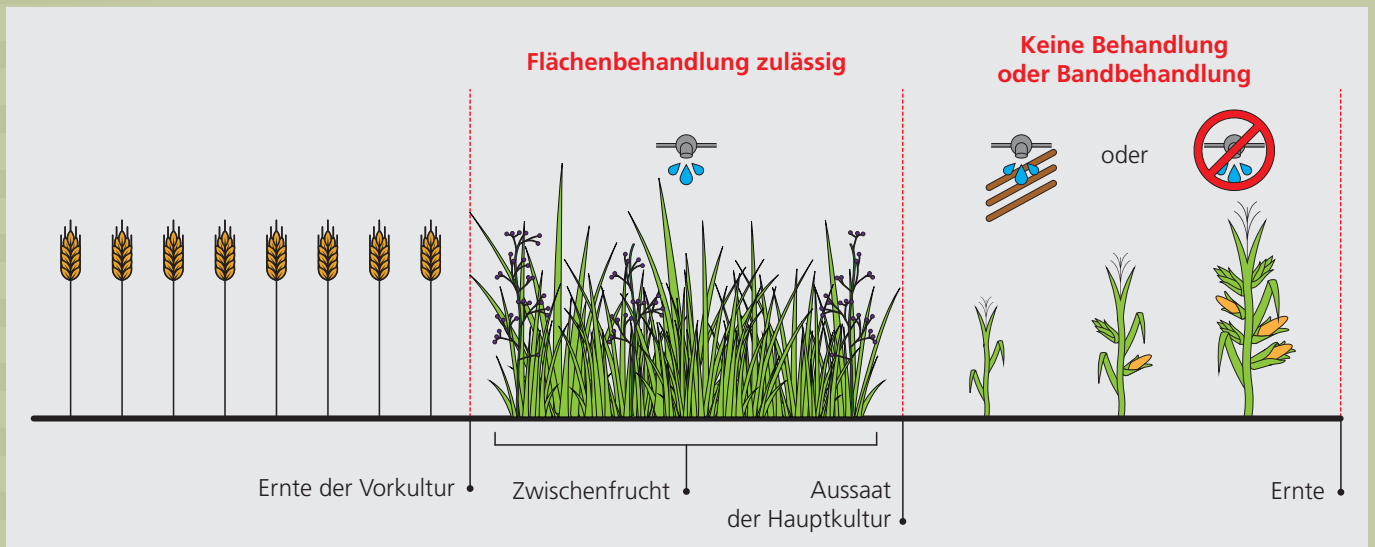 Flächenbehandlung zulässig
Keine Behandlung
oder Bandbehandlung
oder
Ernte der Vorkultur
Zwischenfrucht
Aussaat
der Hauptkultur
Ernte